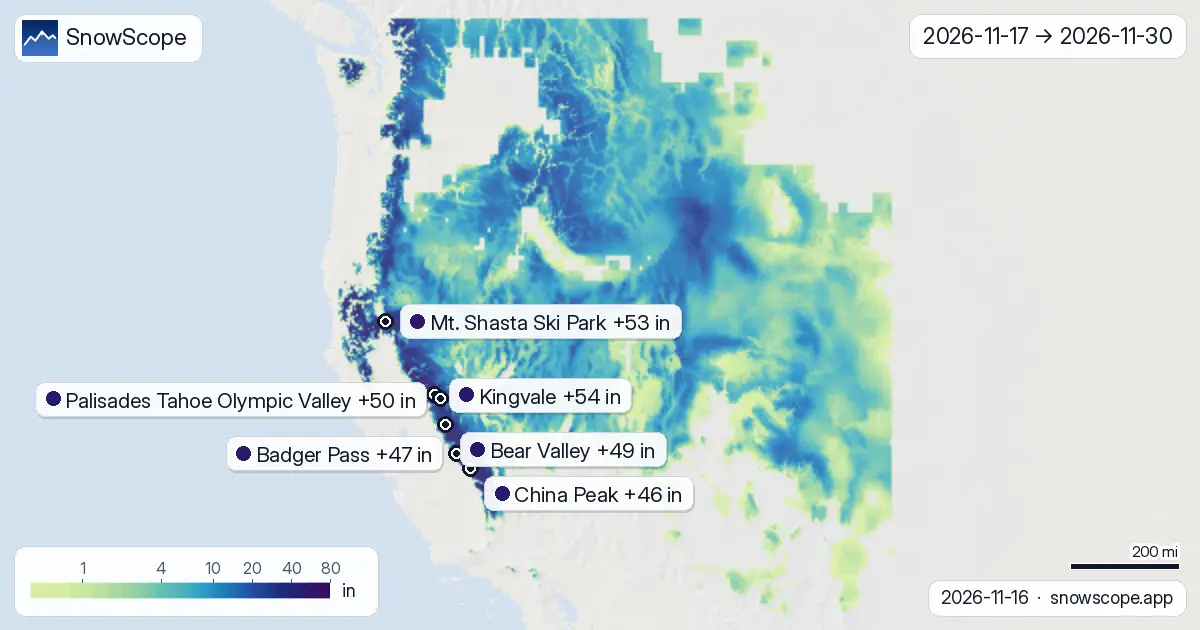 SnowScope
2026-11-17 → 2026-11-30
Mt. Shasta Ski Park +53 in
Palisades Tahoe Olympic Valley +50 in
Kingvale +54 in
Badger Pass +47 in
Bear Valley +49 in
China Peak +46 in
1 4 10 20 40 80
in
200 mi
2026-11-16 · snowscope.app